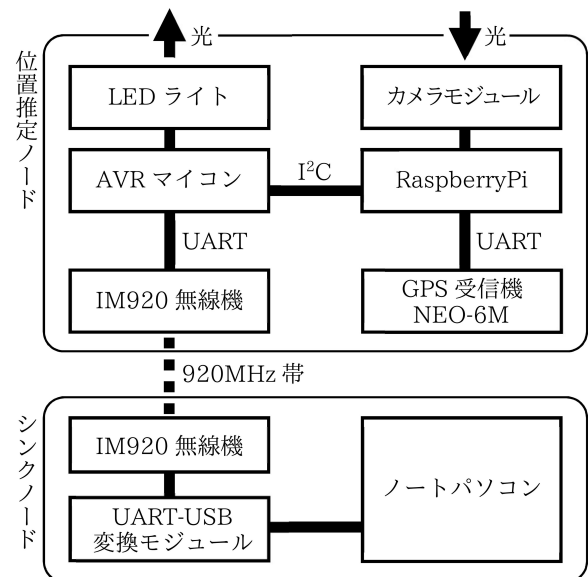 光
光
位置推定ノード
LED ライト
カメラモジュール
AVR マイコン
I²C
RaspberryPi
UART
UART
IM920 無線機
GPS 受信機
NEO-6M
920MHz 帯
シンクノード
IM920 無線機
ノートパソコン
UART-USB
変換モジュール